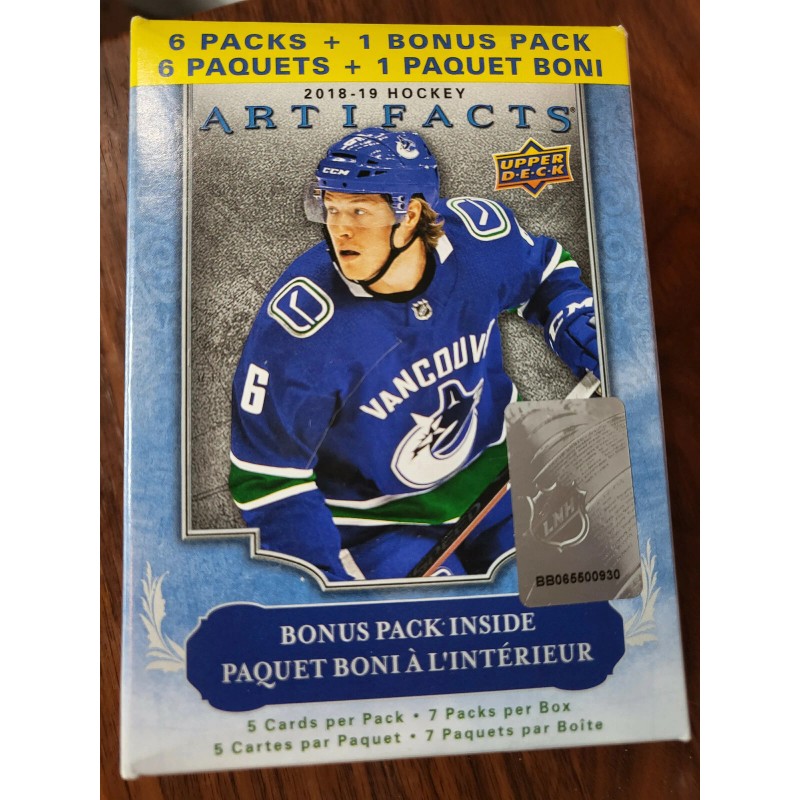 6 PACKS + 1 BONUS PACK
6 PAQUETS + 1 PAQUET BONI
2018-19 HOCKEY
ARTIFACTS
UPPER
D·E·C·K
CCM
CCM
6
6
VANCOUV
LNH
BB065500930
BONUS PACK INSIDE
PAQUET BONI À L'INTÉRIEUR
5 Cards per Pack • 7 Packs per Box
5 Cartes par Paquet • 7 Paquets par Boîte